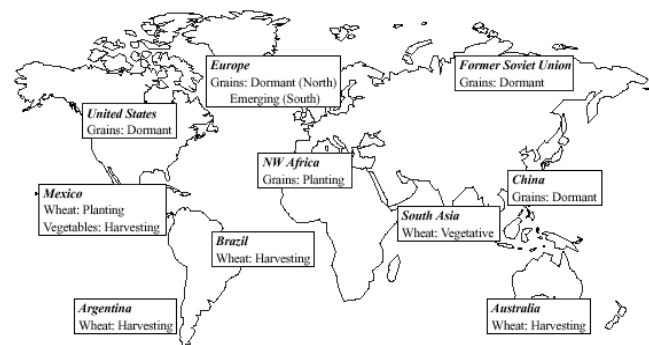 Europe
Grains: Dormant (North)
Emerging (South)
Former Soviet Union
Grains: Dormant
United States
Grains: Dormant
NW Africa
Grains: Planting
China
Grains: Dormant
Mexico
Wheat: Planting
Vegetables: Harvesting
South Asia
Wheat: Vegetative
Brazil
Wheat: Harvesting
Argentina
Wheat: Harvesting
Australia
Wheat: Harvesting